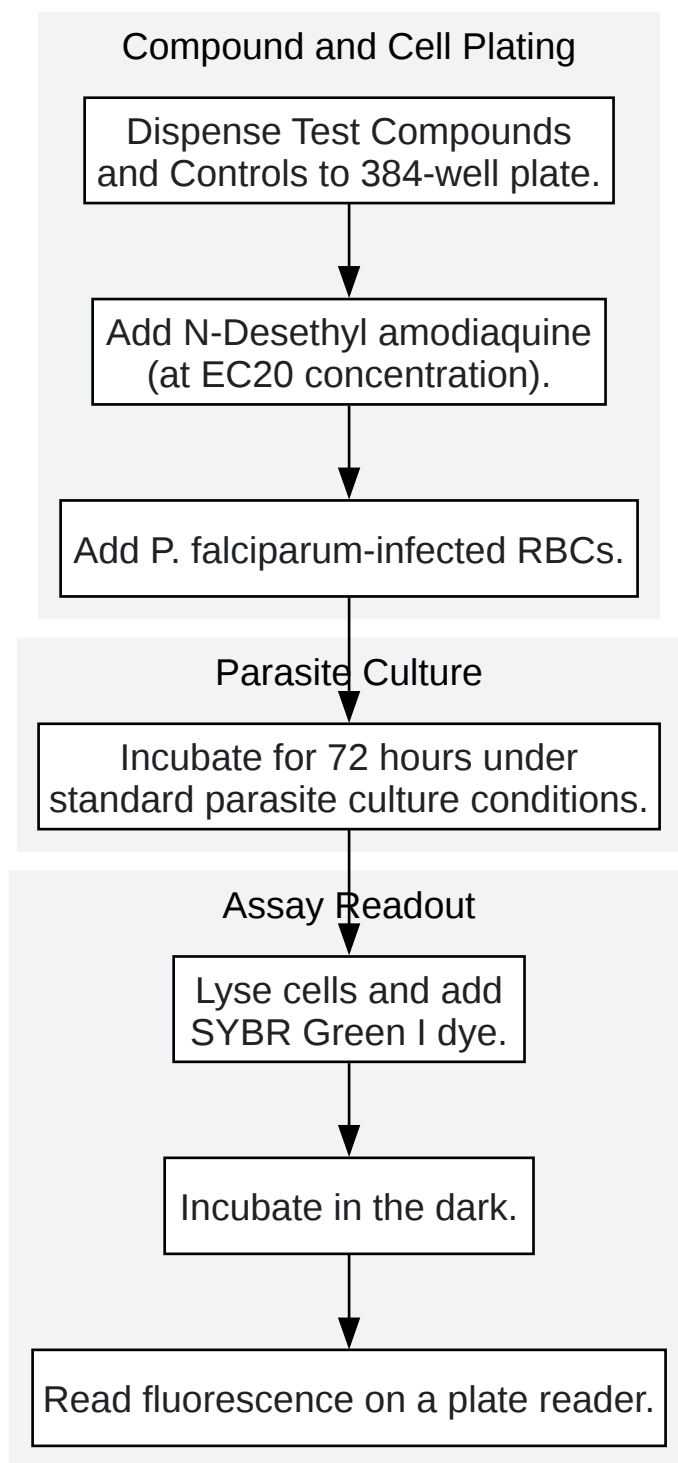 Compound and Cell Plating
Dispense Test Compounds
and Controls to 384-well plate.
Add N-Desethyl amodiaquine
(at EC20 concentration).
Add P. falciparum-infected RBCs.
Parasite Culture
Incubate for 72 hours under
standard parasite culture conditions.
Assay Readout
Lyse cells and add
SYBR Green I dye.
Incubate in the dark.
Read fluorescence on a plate reader.